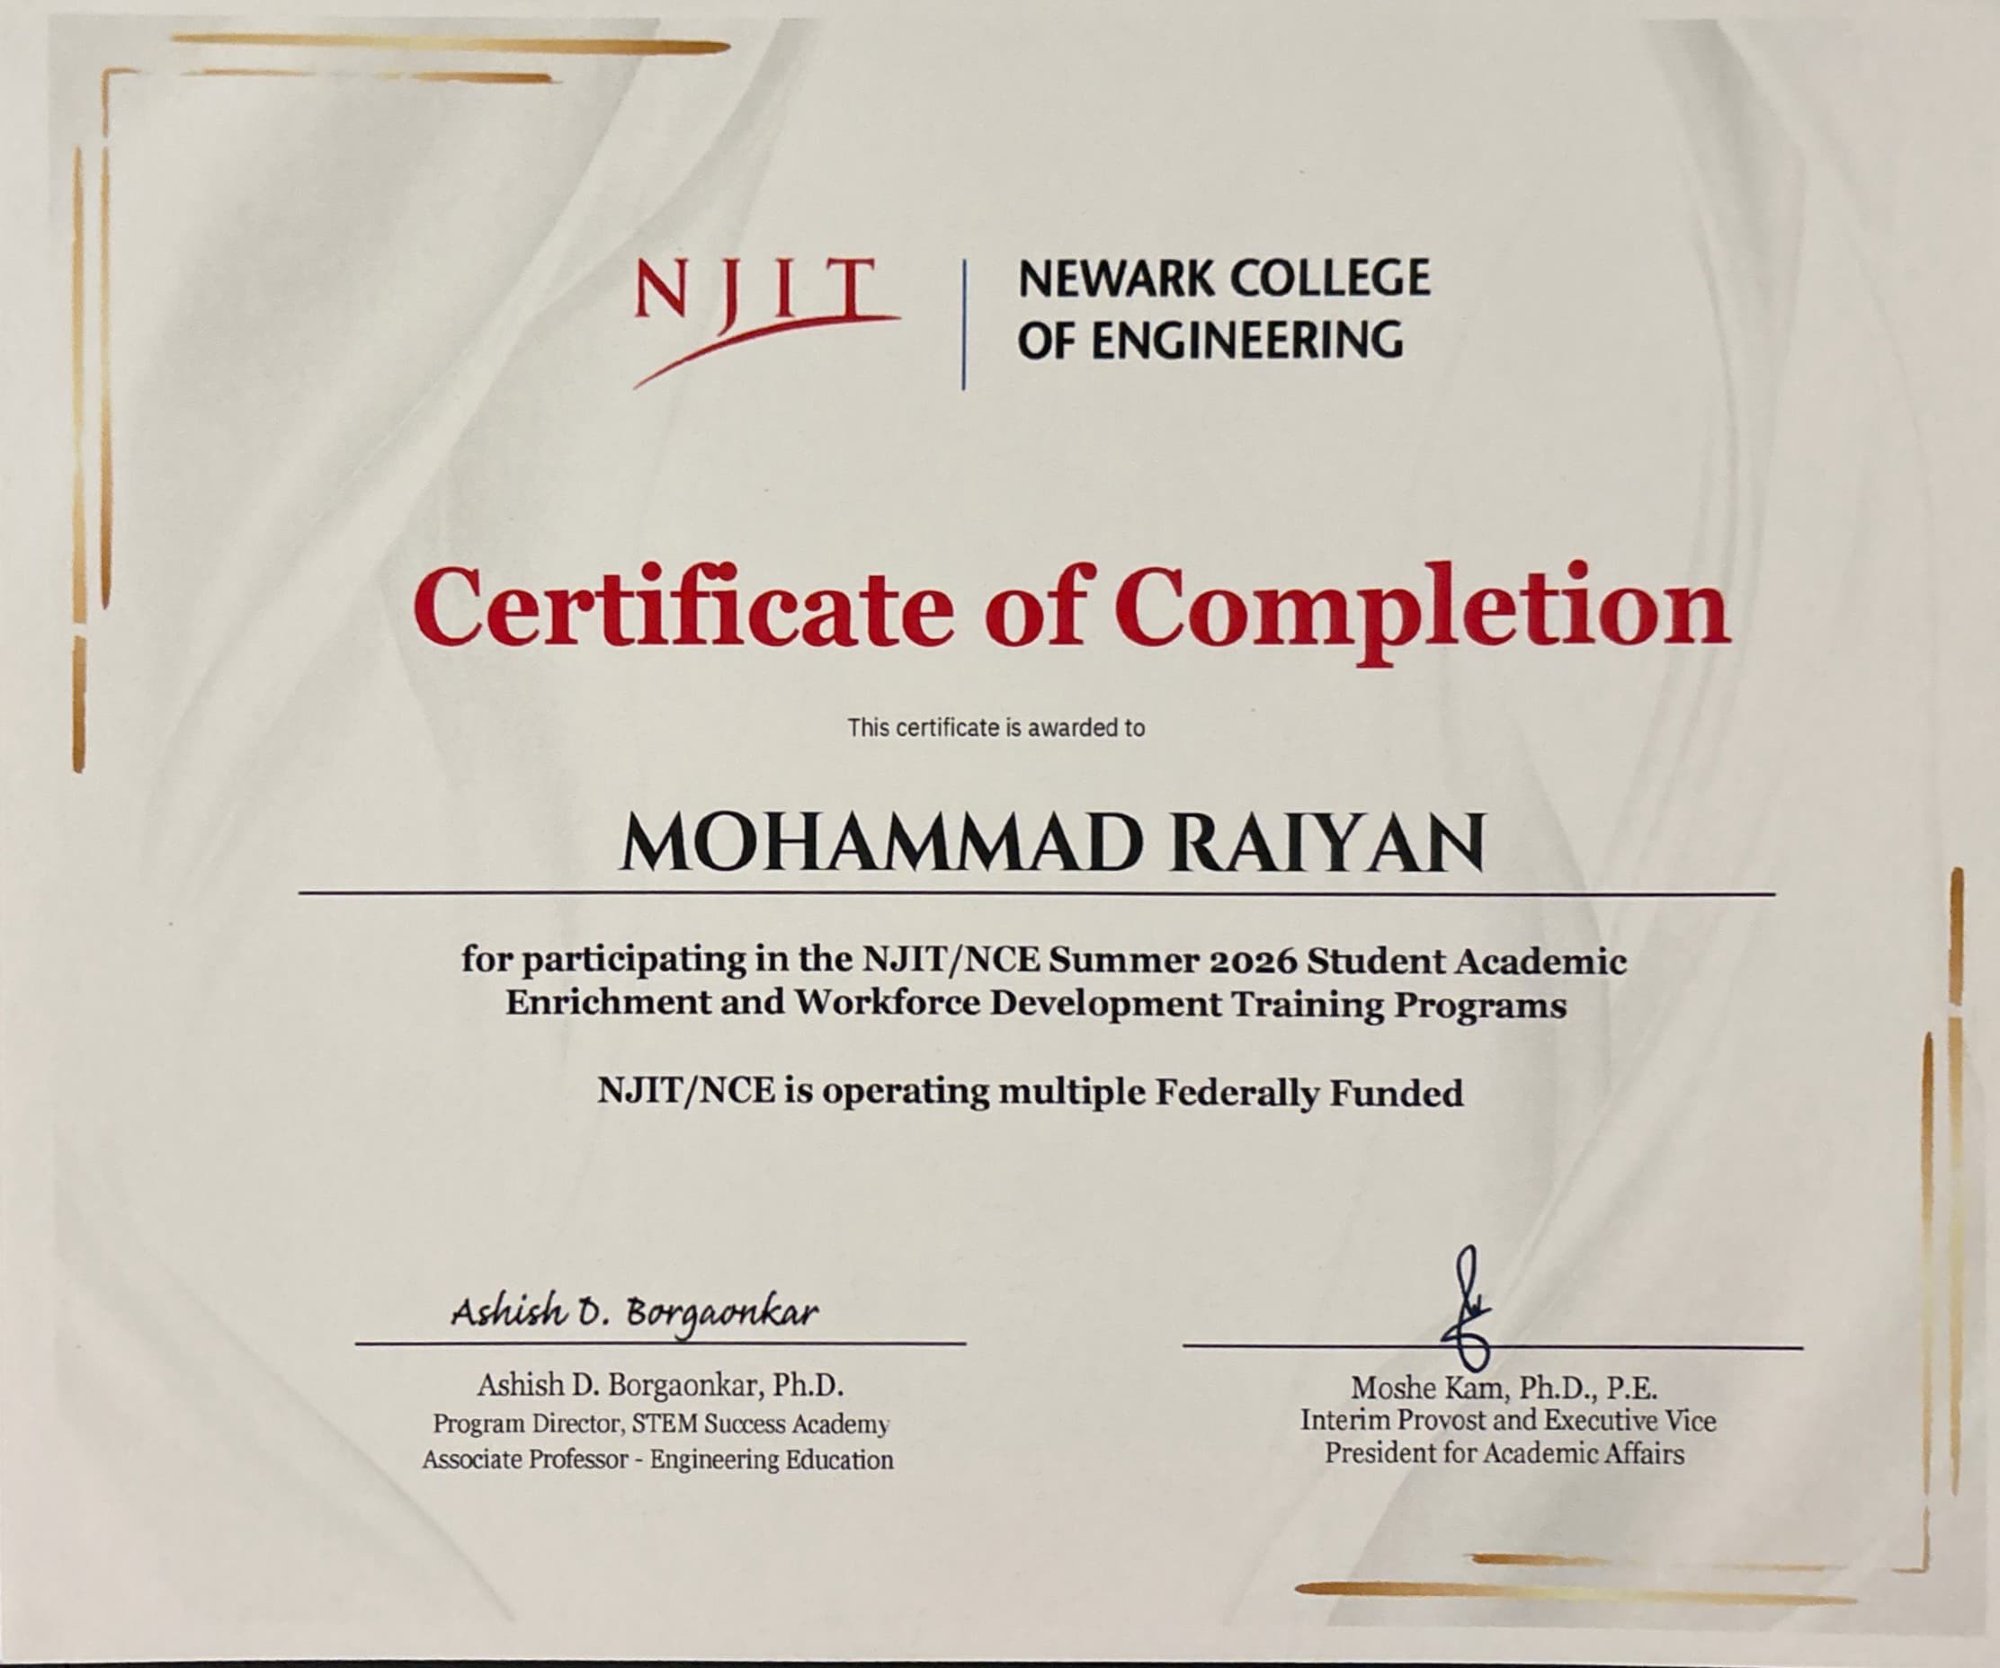 NJIT
NEWARK COLLEGE
OF ENGINEERING
Certificate of Completion
This certificate is awarded to
MOHAMMAD RAIYAN
for participating in the NJIT/NCE Summer 2026 Student Academic
Enrichment and Workforce Development Training Programs
NJIT/NCE is operating multiple Federally Funded
Ashish D. Borgaonkar
Ashish D. Borgaonkar, Ph.D.
Program Director, STEM Success Academy
Associate Professor - Engineering Education
Moshe Kam, Ph.D., P.E.
Interim Provost and Executive Vice
President for Academic Affairs